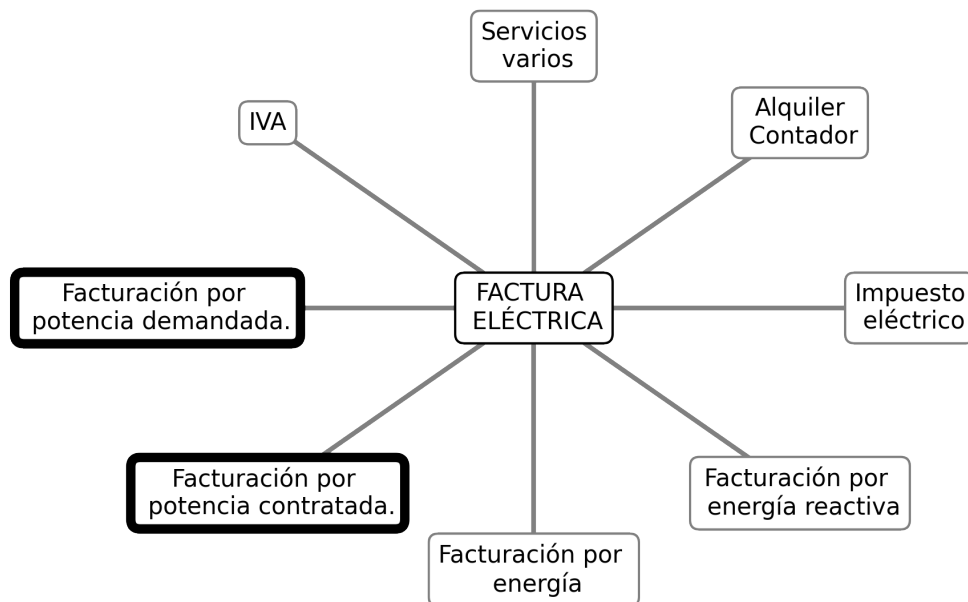 Servicios
varios
Alquiler
Contador
IVA
Facturación por
potencia demandada.
FACTURA
ELÉCTRICA
Impuesto
eléctrico
Facturación por
potencia contratada.
Facturación por
energía reactiva
Facturación por
energía